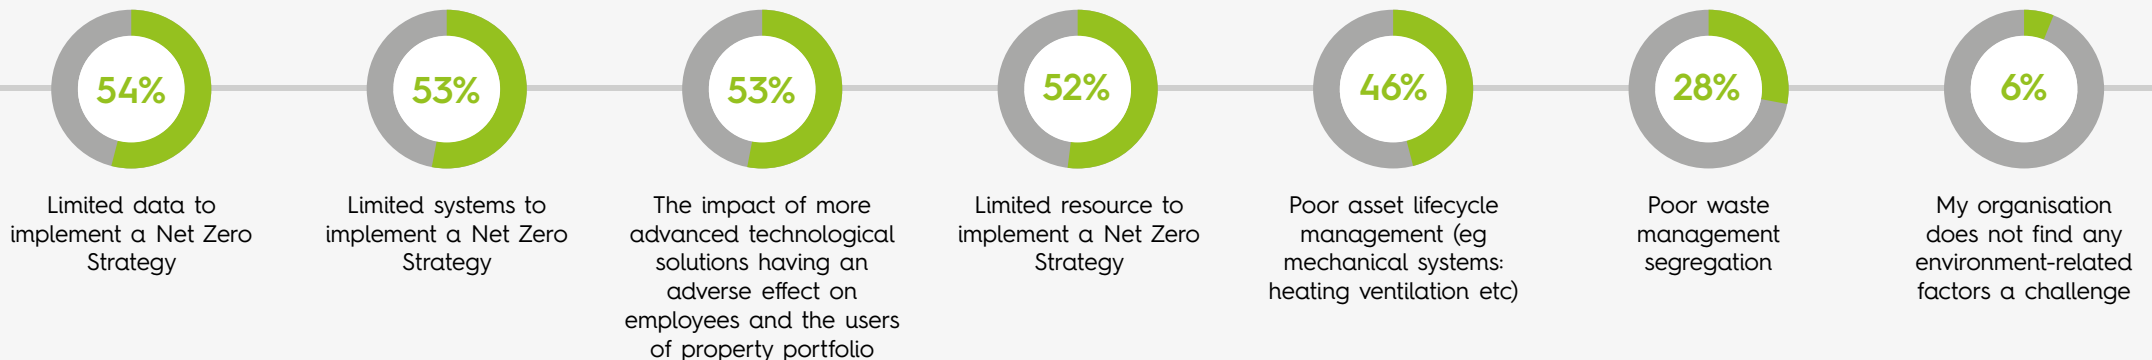 54%
Limited data to
implement a Net Zero
Strategy
53%
Limited systems to
implement a Net Zero
Strategy
53%
The impact of more
advanced technological
solutions having an
adverse effect on
employees and the users
of property portfolio
52%
Limited resource to
implement a Net Zero
Strategy
46%
Poor asset lifecycle
management (eg
mechanical systems:
heating ventilation etc)
28%
Poor waste
management
segregation
6%
My organisation
does not find any
environment-related
factors a challenge